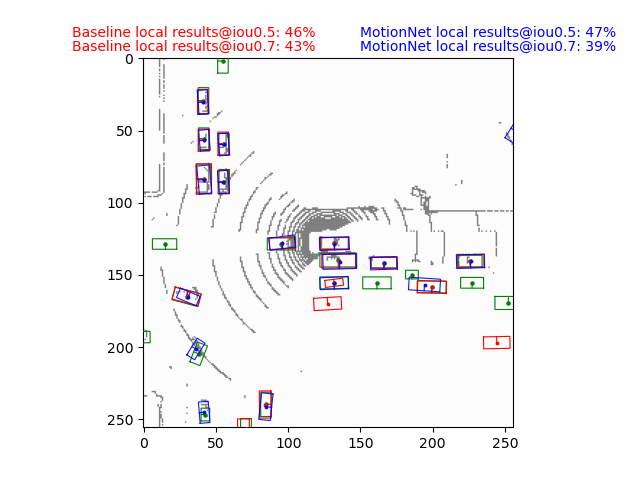 Baseline local results@iou0.5: 46% MotionNet local results@iou0.5: 47%
Baseline local results@iou0.7: 43% MotionNet local results@iou0.7: 39%
0
50
100
150
200
250
0 50 100 150 200 250